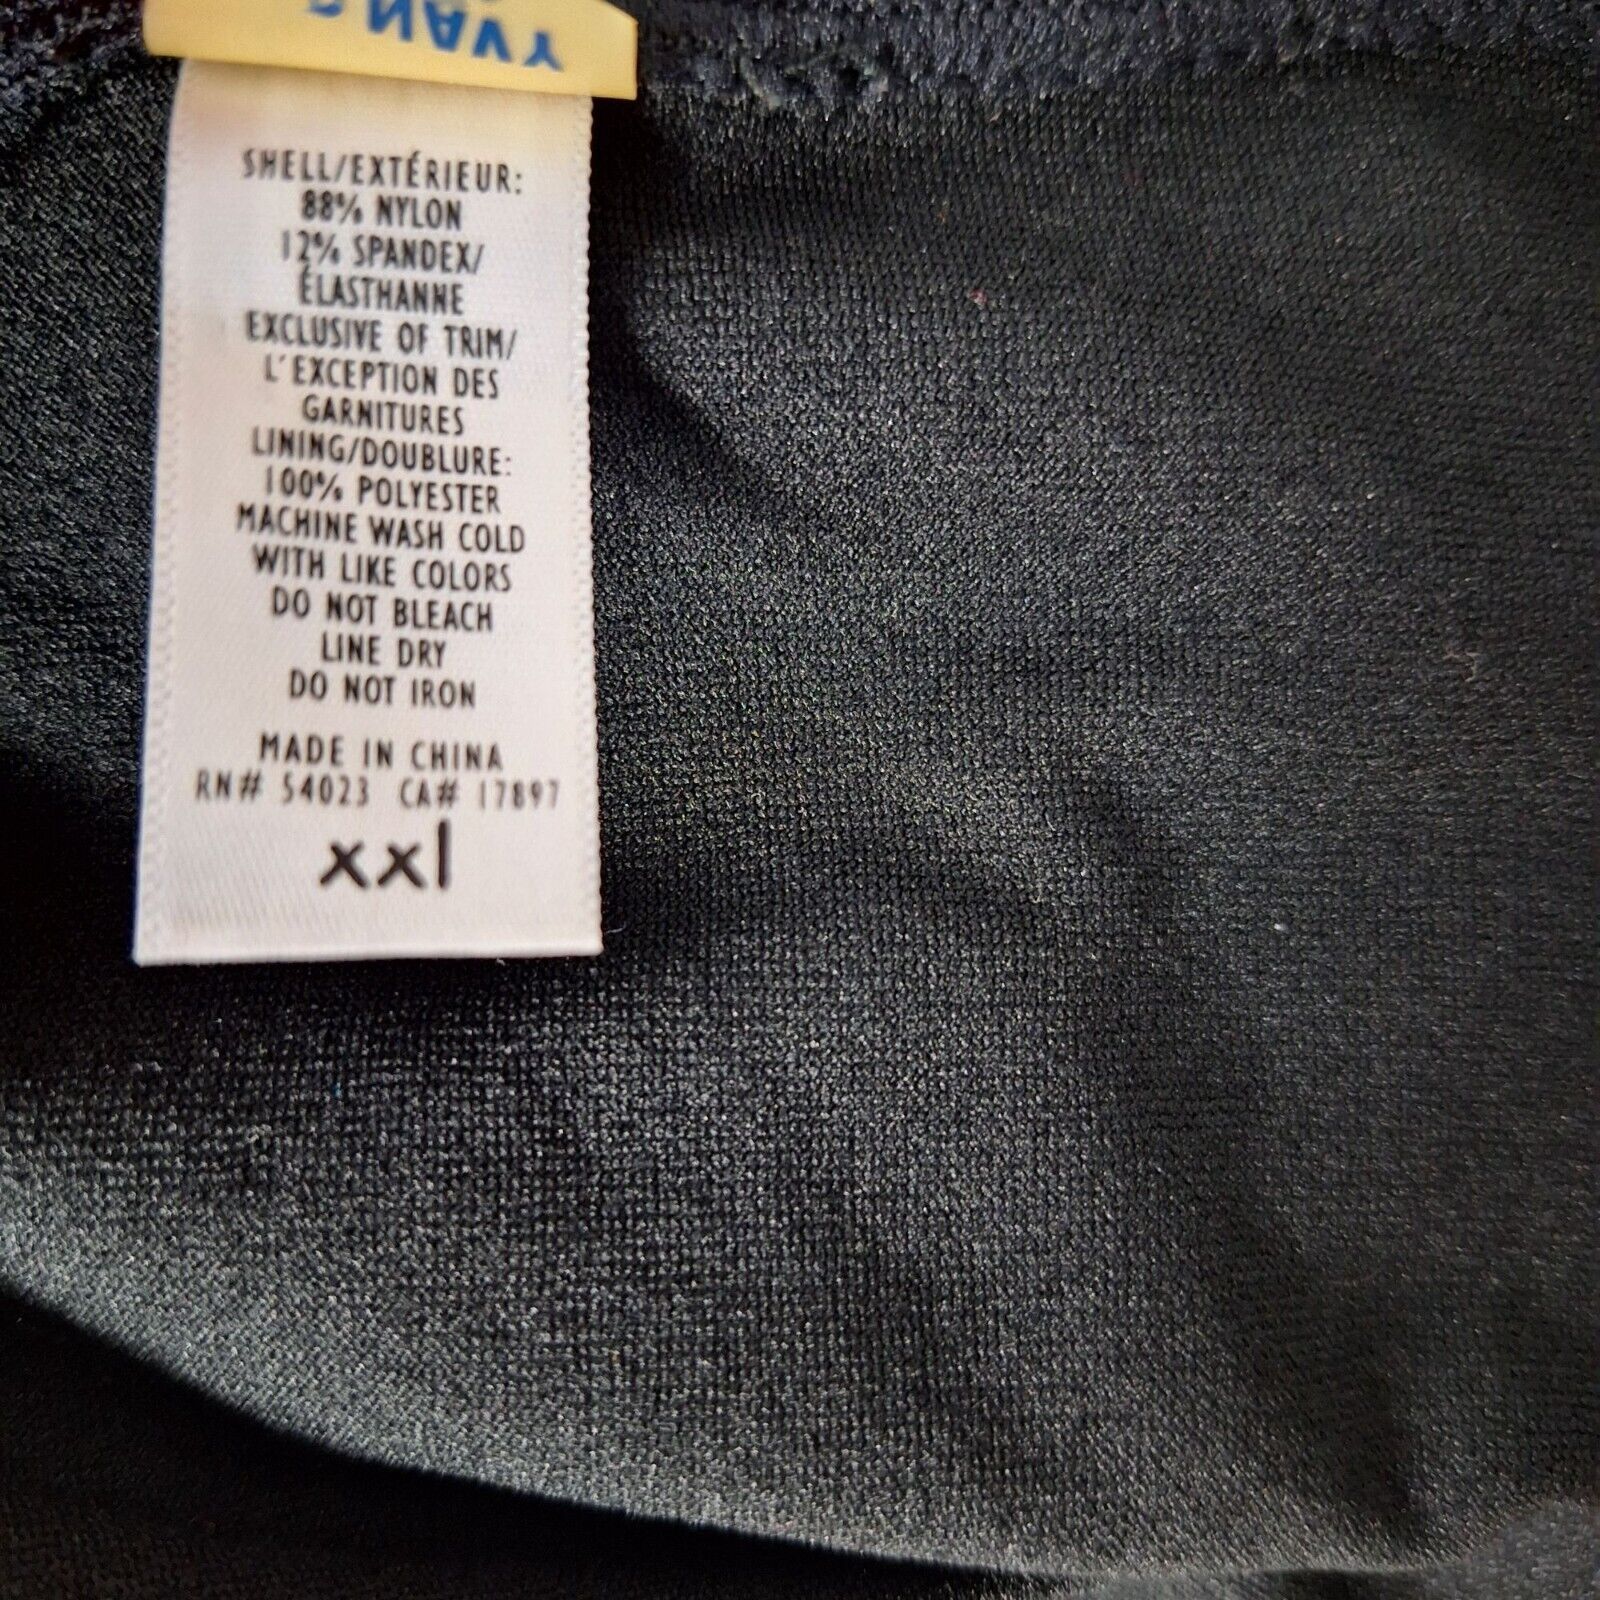 SHELL/EXTÉRIEUR:
88% NYLON
12% SPANDEX/
ÉLASTHANNE
EXCLUSIVE OF TRIM/
L'EXCEPTION DES
GARNITURES
LINING/DOUBLURE:
100% POLYESTER
MACHINE WASH COLD
WITH LIKE COLORS
DO NOT BLEACH
LINE DRY
DO NOT IRON
MADE IN CHINA
RN# 54023 CA# 17897
xxl